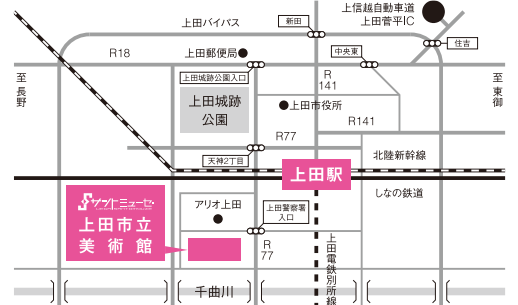 上信越自動車道
上田菅平IC
上田バイパス
新田
住吉
中央東
R18
上田郵便局
上田城跡公園入口
至長野
至東御
R
141
上田城跡
公園
上田市役所
R141
R77
天神2丁目
北陸新幹線
上田駅
しなの鉄道
サントミューゼ
上田市立
美術館
アリオ上田
上田警察署
入口
R
77
上田電鉄別所線
千曲川